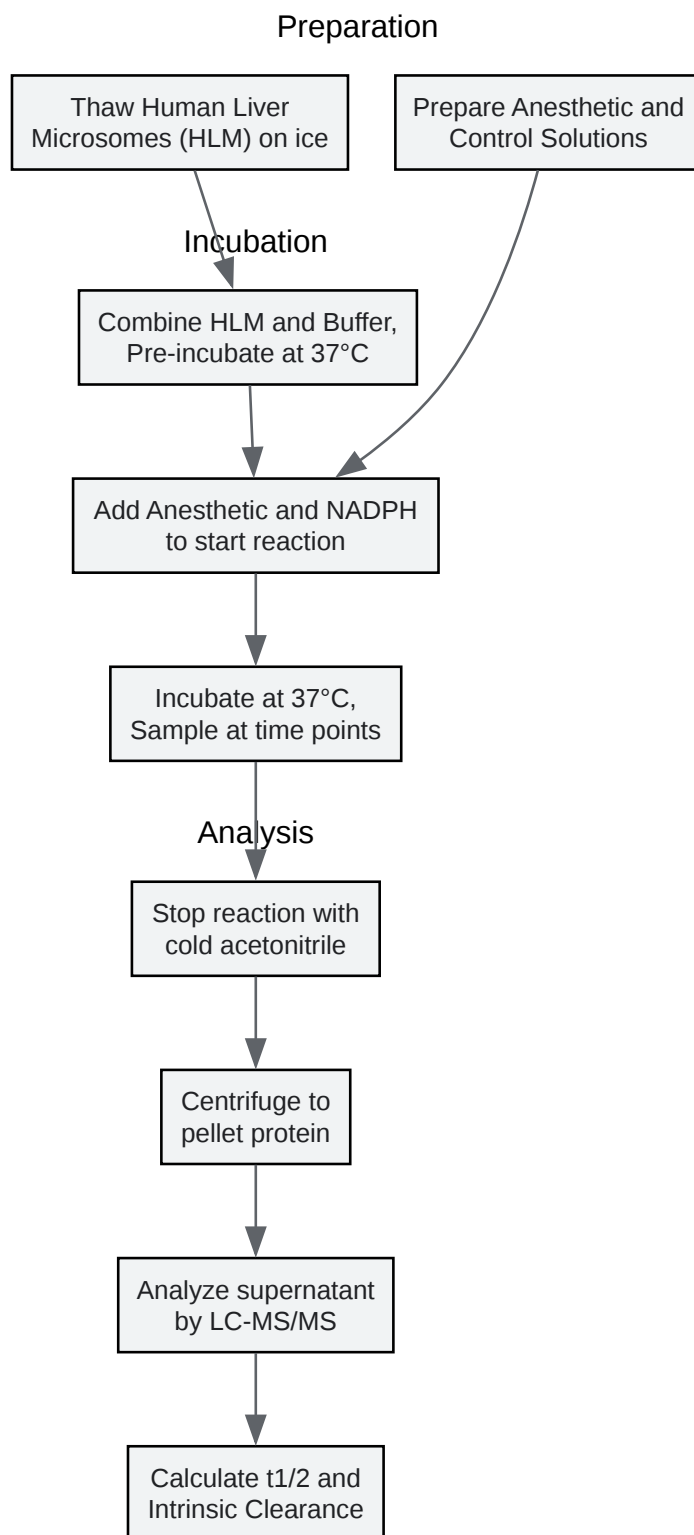 Preparation
Thaw Human Liver
Microsomes (HLM) on ice
Prepare Anesthetic and
Control Solutions
Incubation
Combine HLM and Buffer,
Pre-incubate at 37°C
Add Anesthetic and NADPH
to start reaction
Incubate at 37°C,
Sample at time points
Analysis
Stop reaction with
cold acetonitrile
Centrifuge to
pellet protein
Analyze supernatant
by LC-MS/MS
Calculate t1/2 and
Intrinsic Clearance